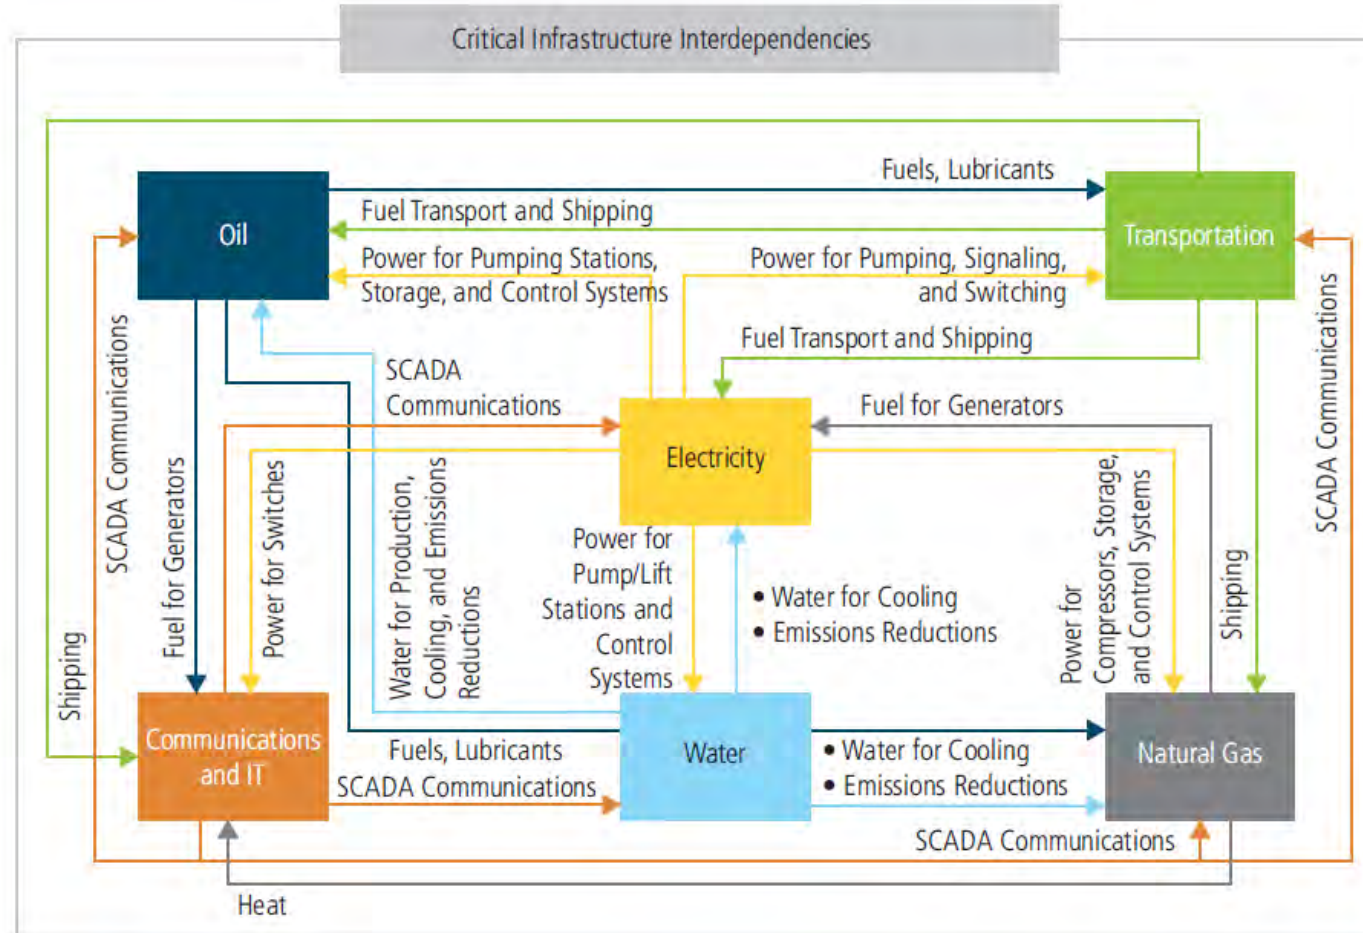 Critical Infrastructure Interdependencies
Fuels, Lubricants
Oil
Fuel Transport and Shipping
Transportation
Power for Pumping Stations,
Storage, and Control Systems
Power for Pumping, Signaling,
and Switching
Fuel Transport and Shipping
SCADA
Communications
Fuel for Generators
Electricity
SCADA Communications
Shipping
Fuel for Generators
Power for Switches
Water for Production,
Cooling, and Emissions
Reductions
Power for
Pump/Lift
Stations and
Control
Systems
• Water for Cooling
• Emissions Reductions
Power for
Compressors, Storage,
and Control Systems
Shipping
SCADA Communications
Communications
and IT
Fuels, Lubricants
SCADA Communications
Water
• Water for Cooling
• Emissions Reductions
Natural Gas
SCADA Communications
Heat